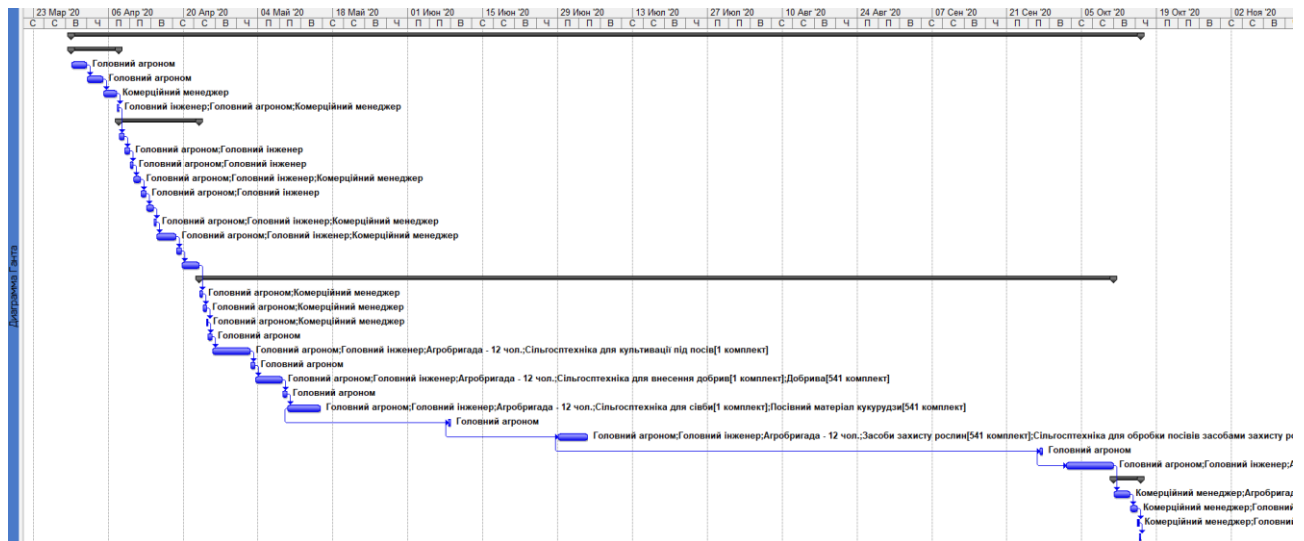 23 Мар '20 06 Апр '20 20 Апр '20 04 Май '20 18 Май '20 01 Июн '20 15 Июн '20 29 Июн '20 13 Июл '20 27 Июл '20 10 Авг '20 24 Авг '20 07 Сен '20 21 Сен '20 05 Окт '20 19 Окт '20 02 Ноя '20
С С В Ч П П В С С В Ч П П В С С В Ч П П В С С В Ч П П В С С В Ч П П В С С В Ч П П В С С В Ч П П В С С В Ч П П В С С В
Диаграмма Ганта
Головний агроном
Головний агроном
Комерційний менеджер
Головний інженер;Головний агроном;Комерційний менеджер
Головний агроном;Головний інженер
Головний агроном;Головний інженер
Головний агроном;Головний інженер;Комерційний менеджер
Головний агроном;Головний інженер
Головний агроном;Головний інженер;Комерційний менеджер
Головний агроном;Головний інженер;Комерційний менеджер
Головний агроном;Комерційний менеджер
Головний агроном;Комерційний менеджер
Головний агроном;Комерційний менеджер
Головний агроном
Головний агроном;Головний інженер;Агробригада - 12 чол.;Сільгосптехніка для культивації під посів[1 комплект]
Головний агроном
Головний агроном;Головний інженер;Агробригада - 12 чол.;Сільгосптехніка для внесення добрив[1 комплект];Добрива[541 комплект]
Головний агроном
Головний агроном;Головний інженер;Агробригада - 12 чол.;Сільгосптехніка для сівби[1 комплект];Посівний матеріал кукурудзи[541 комплект]
Головний агроном
Головний агроном;Головний інженер;Агробригада - 12 чол.;Засоби захисту рослин[541 комплект];Сільгосптехніка для обробки посівів засобами захисту ро
Головний агроном
Головний агроном;Головний інженер;А
Комерційний менеджер;Агробригад
Комерційний менеджер;Головний
Комерційний менеджер;Головни